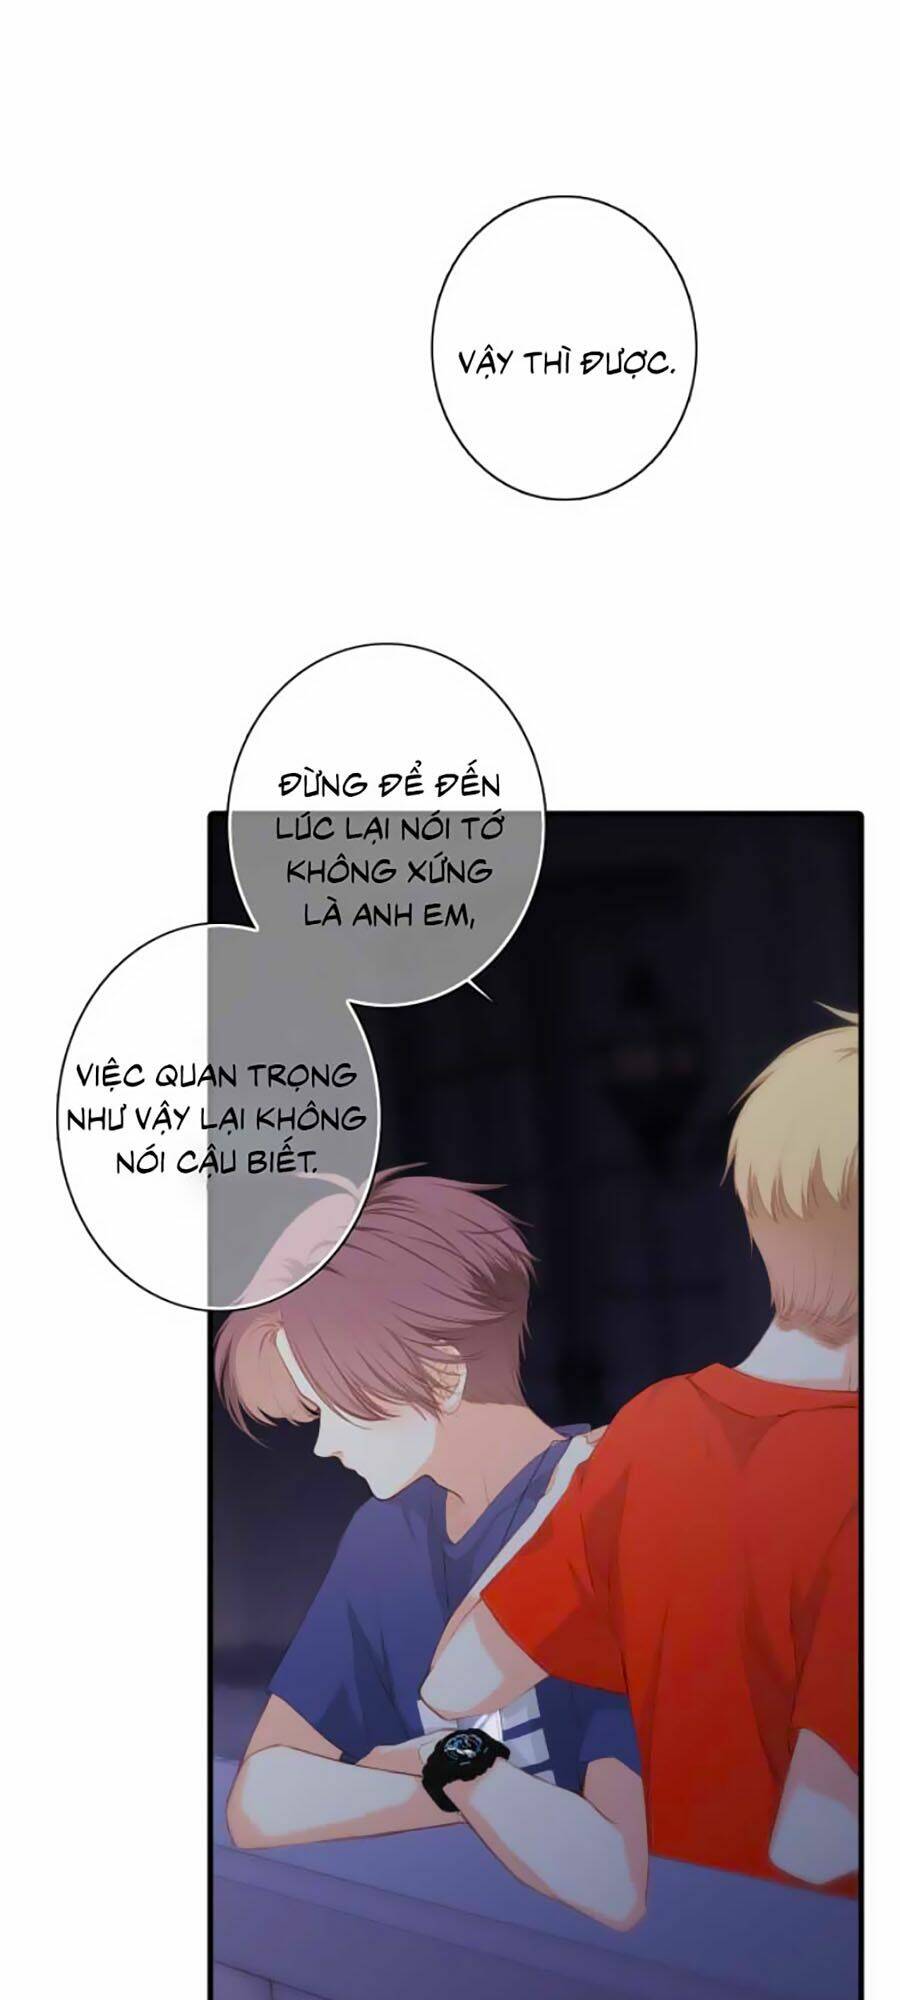 VẬY THÌ ĐƯỢC.
ĐỪNG ĐỂ ĐẾN
LÚC LẠI NÓI TỚ
KHÔNG XỨNG
LÀ ANH EM,
VIỆC QUAN TRỌNG
NHƯ VẬY LẠI KHÔNG
NÓI CẬU BIẾT.